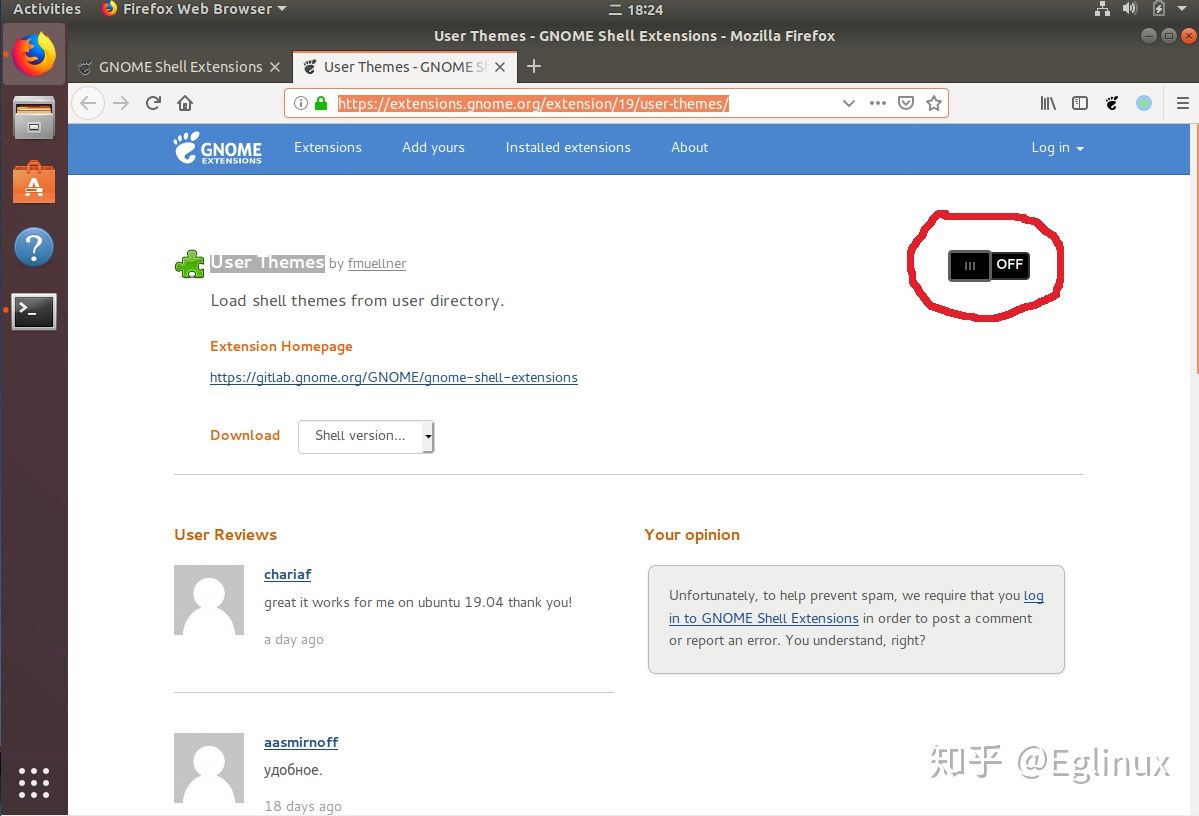 Activities Firefox Web Browser 二 18:24
User Themes - GNOME Shell Extensions - Mozilla Firefox
GNOME Shell Extensions User Themes - GNOME S
https://extensions.gnome.org/extension/19/user-themes/
GNOME EXTENSIONS Extensions Add yours Installed extensions About Log in
User Themes by fmuellner
OFF
Load shell themes from user directory.
Extension Homepage
https://gitlab.gnome.org/GNOME/gnome-shell-extensions
Download Shell version...
User Reviews
chariaf
great it works for me on ubuntu 19.04 thank you!
a day ago
aasmirnoff
удобное.
18 days ago
Your opinion
Unfortunately, to help prevent spam, we require that you log
in to GNOME Shell Extensions in order to post a comment
or report an error. You understand, right?
知乎 @Eglinux